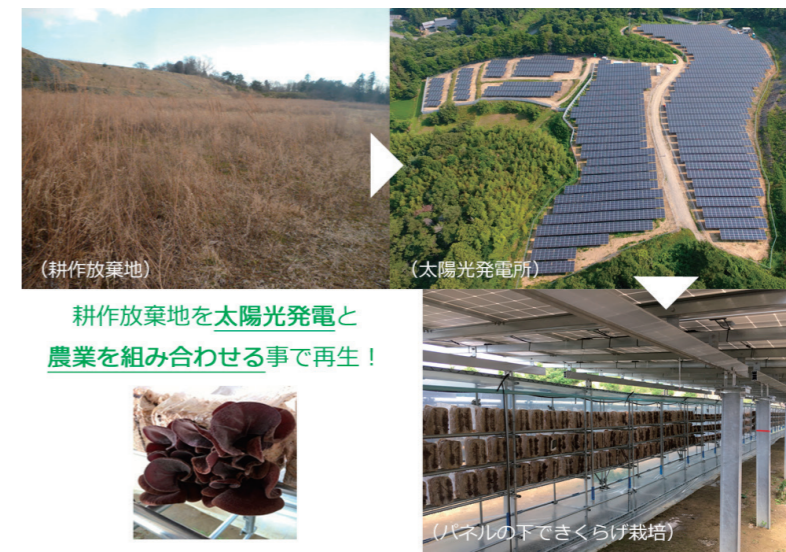 (耕作放棄地)
(太陽光発電所)
耕作放棄地を太陽光発電と
農業を組み合わせる事で再生！
(パネルの下できくらげ栽培)